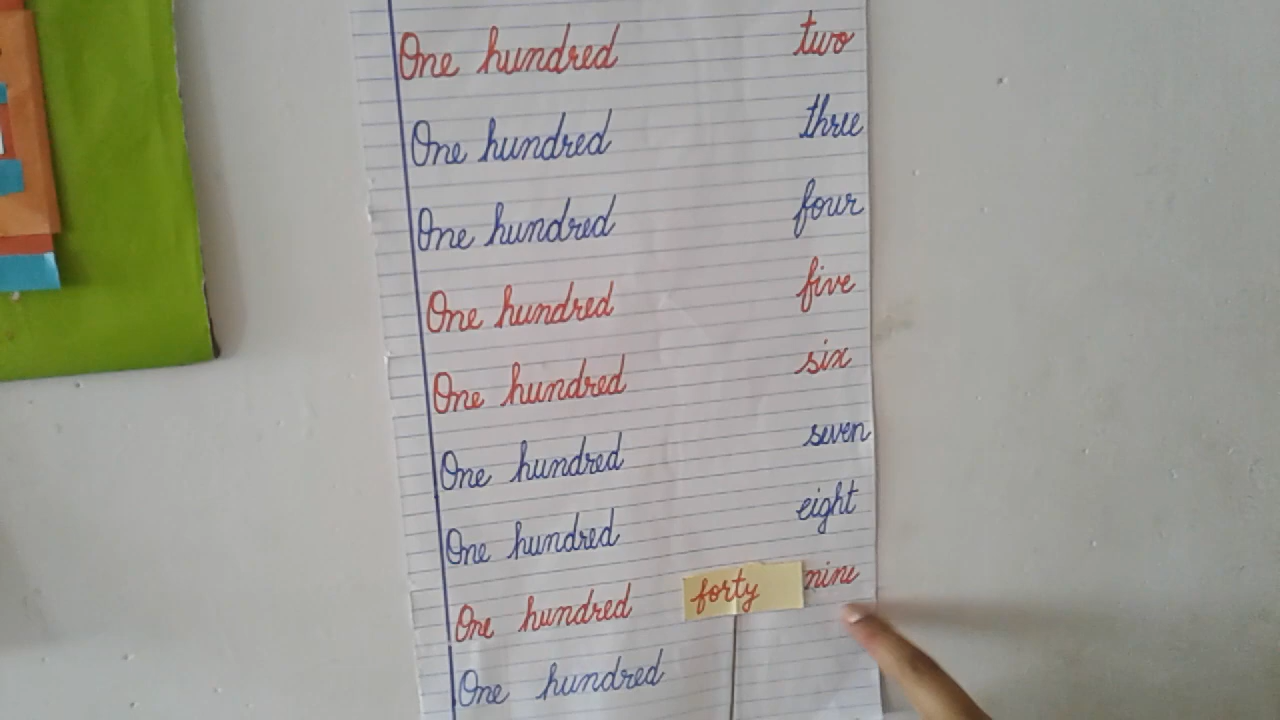 One hundred two
One hundred three
One hundred four
One hundred five
One hundred six
One hundred seven
One hundred eight
One hundred forty nine
One hundred